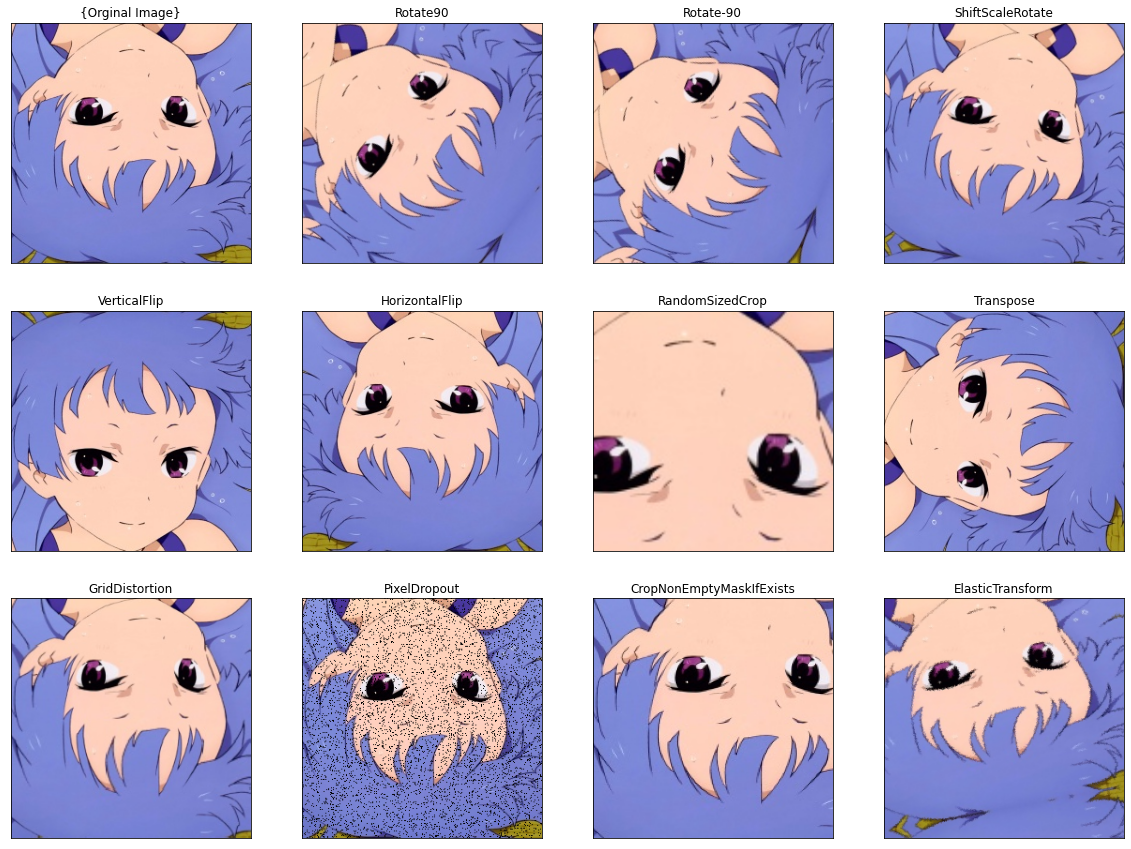 {Orginal Image}
Rotate90
Rotate-90
ShiftScaleRotate
VerticalFlip
HorizontalFlip
RandomSizedCrop
Transpose
GridDistortion
PixelDropout
CropNonEmptyMaskIfExists
ElasticTransform